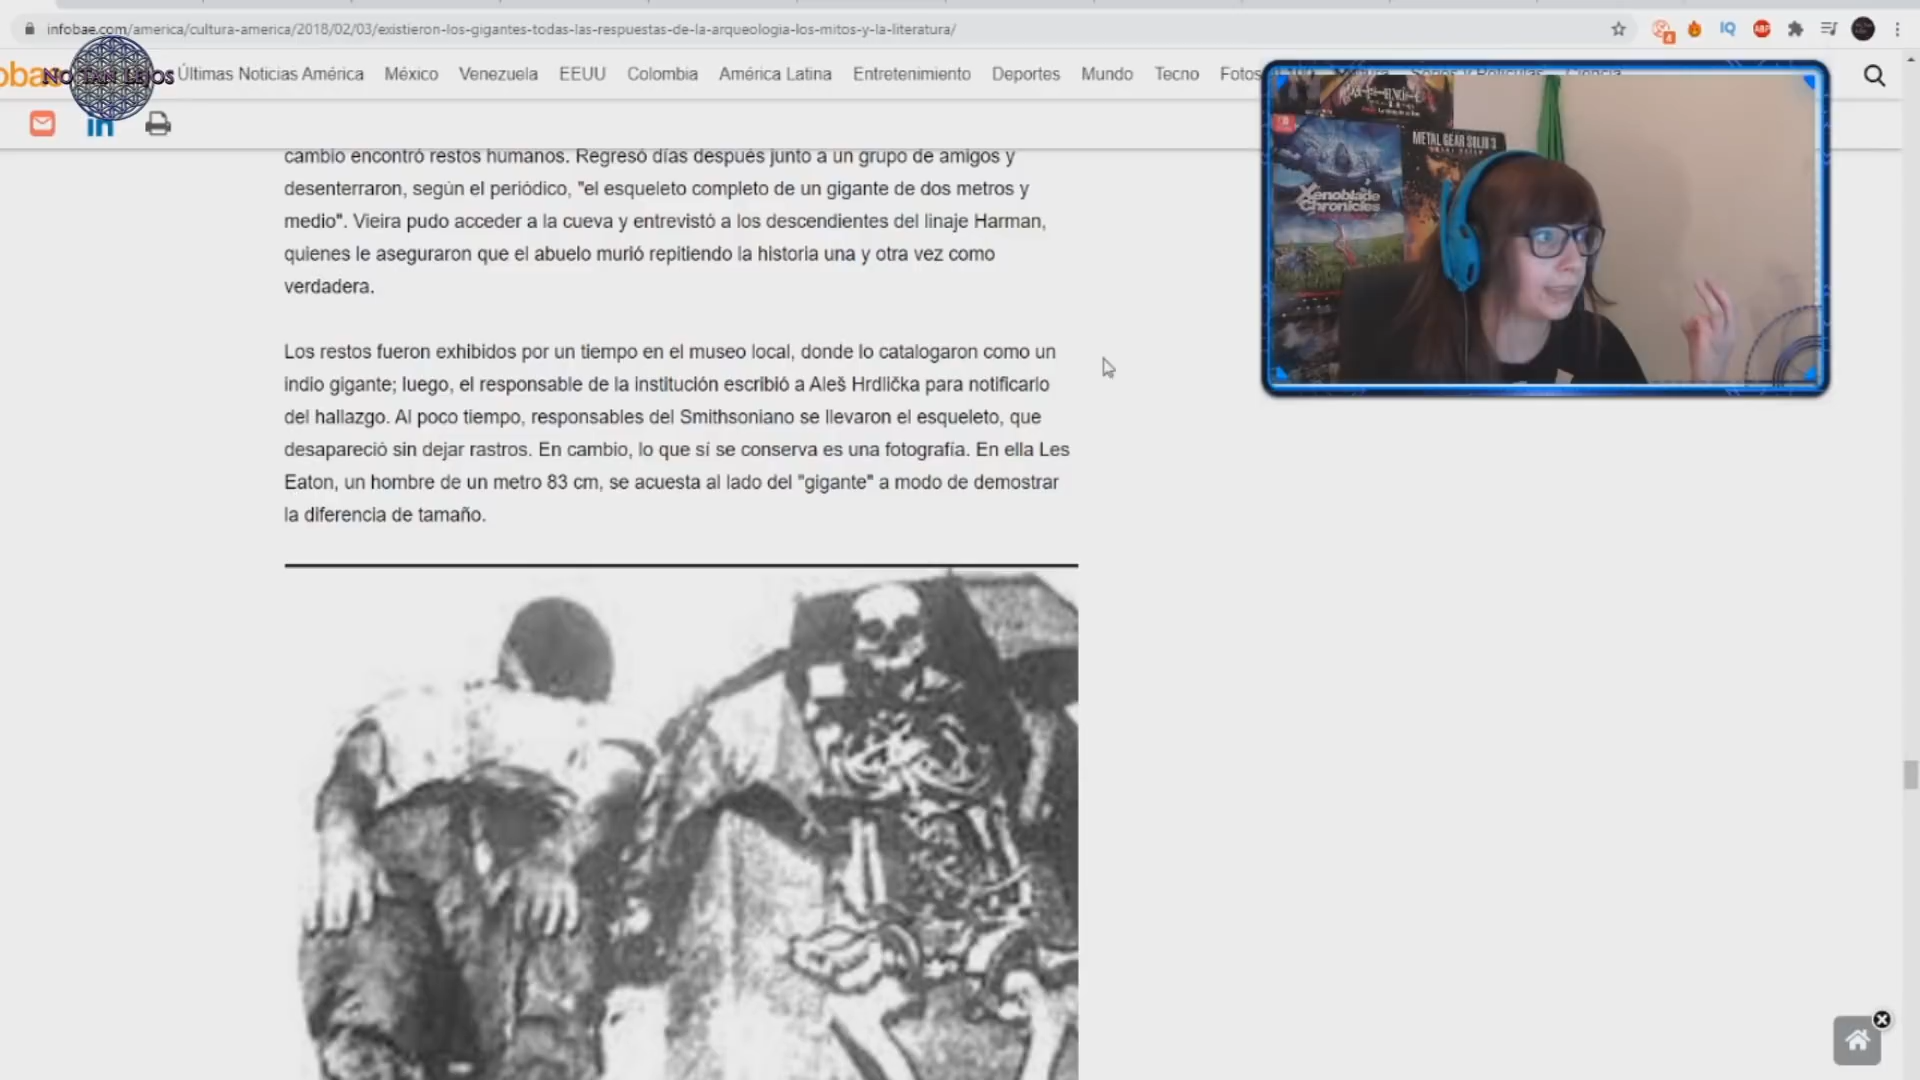 infobae.com/america/cultura-america/2018/02/03/existieron-los-gigantes-todas-las-respuestas-de-la-arqueologia-los-mitos-y-la-literatura/
NO TAN LEJOS
Últimas Noticias América México Venezuela EEUU Colombia América Latina Entretenimiento Deportes Mundo Tecno Fotos
cambio encontró restos humanos. Regresó días después junto a un grupo de amigos y
desenterraron, según el periódico, "el esqueleto completo de un gigante de dos metros y
medio". Vieira pudo acceder a la cueva y entrevistó a los descendientes del linaje Harman,
quienes le aseguraron que el abuelo murió repitiendo la historia una y otra vez como
verdadera.
Los restos fueron exhibidos por un tiempo en el museo local, donde lo catalogaron como un
indio gigante; luego, el responsable de la institución escribió a Aleš Hrdlička para notificarlo
del hallazgo. Al poco tiempo, responsables del Smithsoniano se llevaron el esqueleto, que
desapareció sin dejar rastros. En cambio, lo que sí se conserva es una fotografía. En ella Les
Eaton, un hombre de un metro 83 cm, se acuesta al lado del "gigante" a modo de demostrar
la diferencia de tamaño.
METAL GEAR SOLID 3
Xenoblade
Chronicles
in
IQ
ABP
4